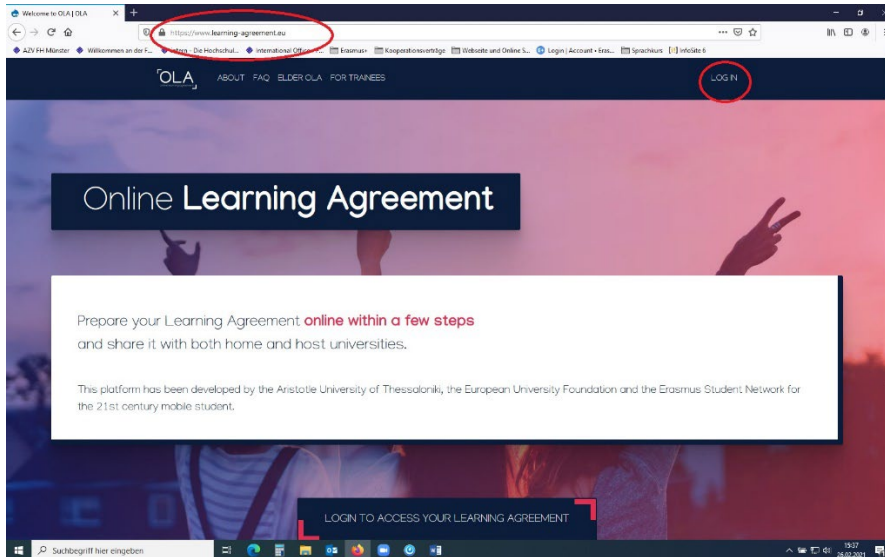 Welcome to OLA | OLA
https://www.learning-agreement.eu
AZV FH Münster Willkommen an der F... Die Hochschul... International Office Erasmus+ Kooperationsverträge Webseite und Online S... Login | Account • Eras... Sprachkurs InfoSite 6
OLA ABOUT FAQ ELDER OLA FOR TRAINEES LOG IN
Online Learning Agreement
Prepare your Learning Agreement online within a few steps
and share it with both home and host universities.
This platform has been developed by the Aristotle University of Thessaloniki, the European University Foundation and the Erasmus Student Network for
the 21st century mobile student.
LOGIN TO ACCESS YOUR LEARNING AGREEMENT
Suchbegriff hier eingeben
15:37
26.02.2021